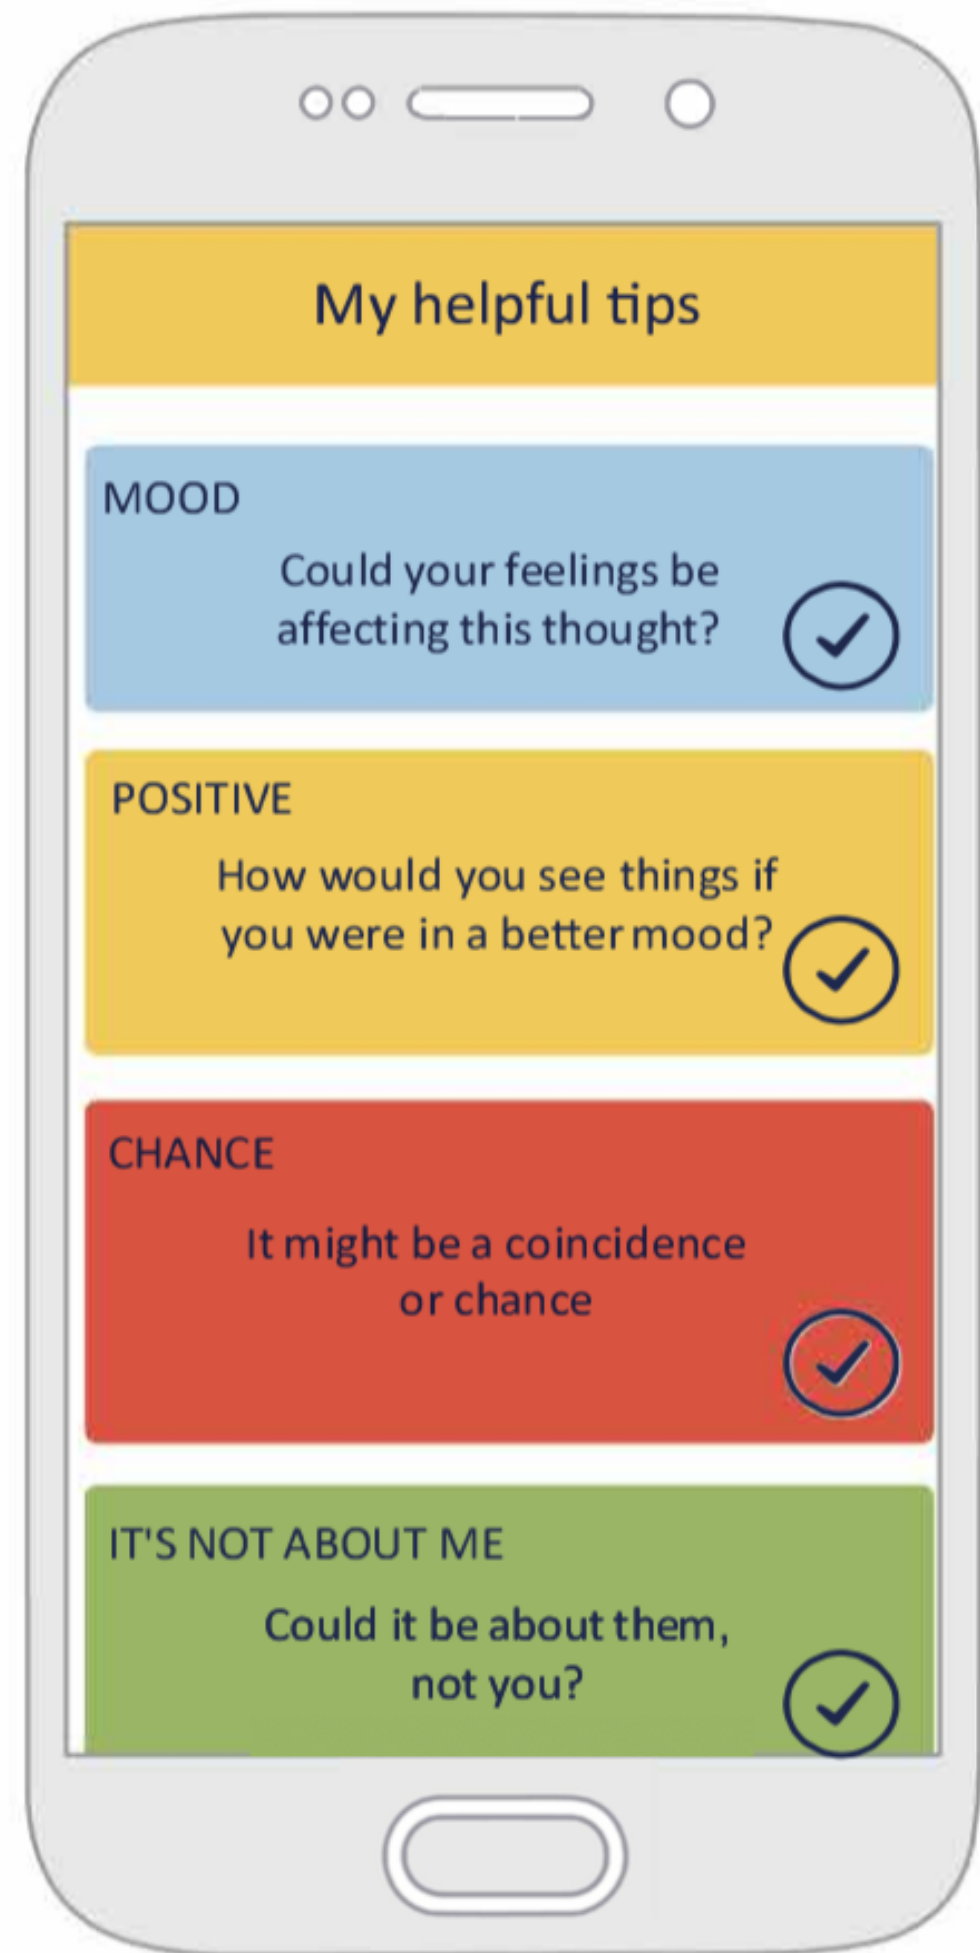 My helpful tips
MOOD
Could your feelings be
affecting this thought?
POSITIVE
How would you see things if
you were in a better mood?
CHANCE
It might be a coincidence
or chance
IT'S NOT ABOUT ME
Could it be about them,
not you?